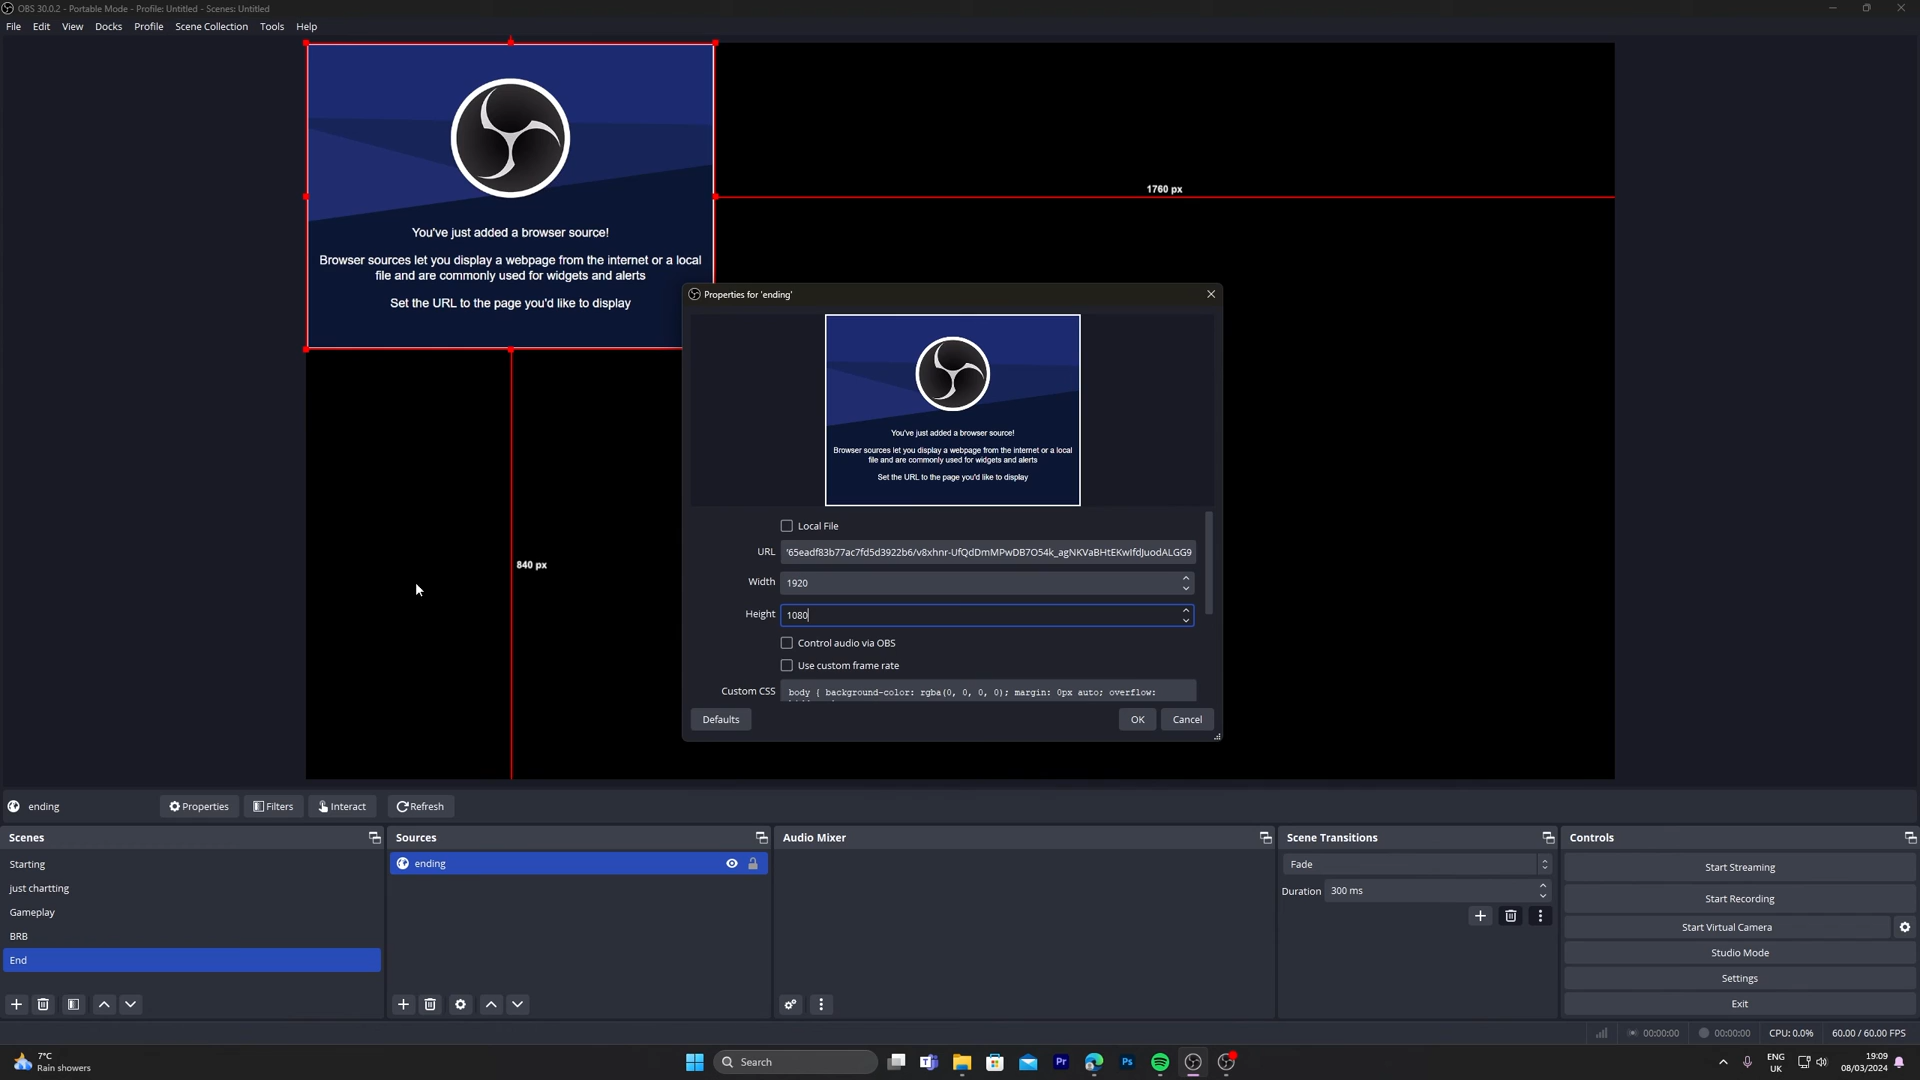 OBS 30.0.2 - Portable Mode - Profile: Untitled - Scenes: Untitled
File Edit View Docks Profile Scene Collection Tools Help
You've just added a browser source!
Browser sources let you display a webpage from the internet or a local
file and are commonly used for widgets and alerts
Set the URL to the page you'd like to display
1760 px
840 px
Properties for 'ending'
You've just added a browser source!
Browser sources let you display a webpage from the internet or a local
file and are commonly used for widgets and alerts
Set the URL to the page you'd like to display
Local File
URL '65eadf83b77ac7fd5d3922b6/v8xhnr-UfQdDmMPwDB7O54k_agNKVaBHtEKwIfdJuodALGG9
Width 1920
Height 1080
Control audio via OBS
Use custom frame rate
Custom CSS body { background-color: rgba(0, 0, 0, 0); margin: 0px auto; overflow:
Defaults OK Cancel
ending Properties Filters Interact Refresh
Scenes
Starting
just chartting
Gameplay
BRB
End
Sources
ending
Audio Mixer
Scene Transitions
Fade
Duration 300 ms
Controls
Start Streaming
Start Recording
Start Virtual Camera
Studio Mode
Settings
Exit
00:00:00 00:00:00 CPU: 0.0% 60.00 / 60.00 FPS
7°C
Rain showers
Search
Pr
Ps
ENG
UK
19:09
08/03/2024